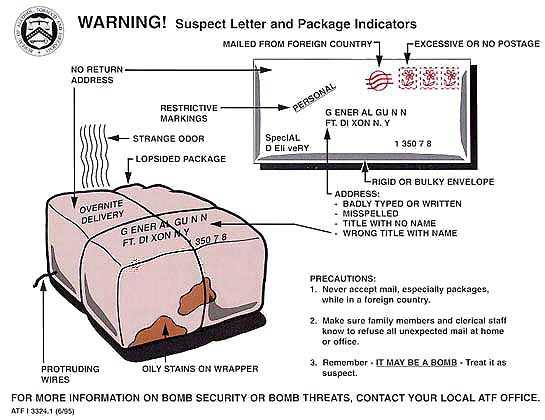 WARNING! Suspect Letter and Package Indicators
MAILED FROM FOREIGN COUNTRY
EXCESSIVE OR NO POSTAGE
NO RETURN
ADDRESS
RESTRICTIVE
MARKINGS
PERSONAL
G ENER AL GU N N
FT. DI XON N. Y
1 350 7 8
SpeciAL
D Eli veRY
STRANGE ODOR
LOPSIDED PACKAGE
RIGID OR BULKY ENVELOPE
ADDRESS:
- BADLY TYPED OR WRITTEN
- MISSPELLED
- TITLE WITH NO NAME
- WRONG TITLE WITH NAME
OVERNITE
DELIVERY
G ENER AL GU N N
FT. DI XON N. Y
1 350 7 8
PROTRUDING
WIRES
OILY STAINS ON WRAPPER
PRECAUTIONS:
1. Never accept mail, especially packages,
while in a foreign country.
2. Make sure family members and clerical staff
know to refuse all unexpected mail at home
or office.
3. Remember - IT MAY BE A BOMB - Treat it as
suspect.
FOR MORE INFORMATION ON BOMB SECURITY OR BOMB THREATS, CONTACT YOUR LOCAL ATF OFFICE.
ATF I 3324.1 (6/95)